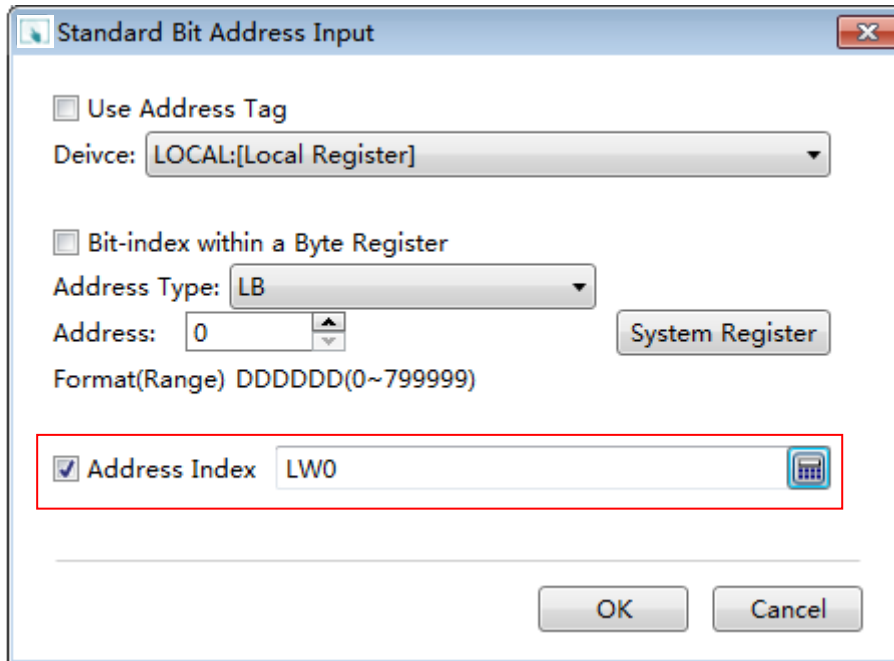 Standard Bit Address Input
Use Address Tag
Deivce: LOCAL:[Local Register]
Bit-index within a Byte Register
Address Type: LB
Address: 0 System Register
Format(Range) DDDDDD(0~799999)
Address Index LW0
OK Cancel